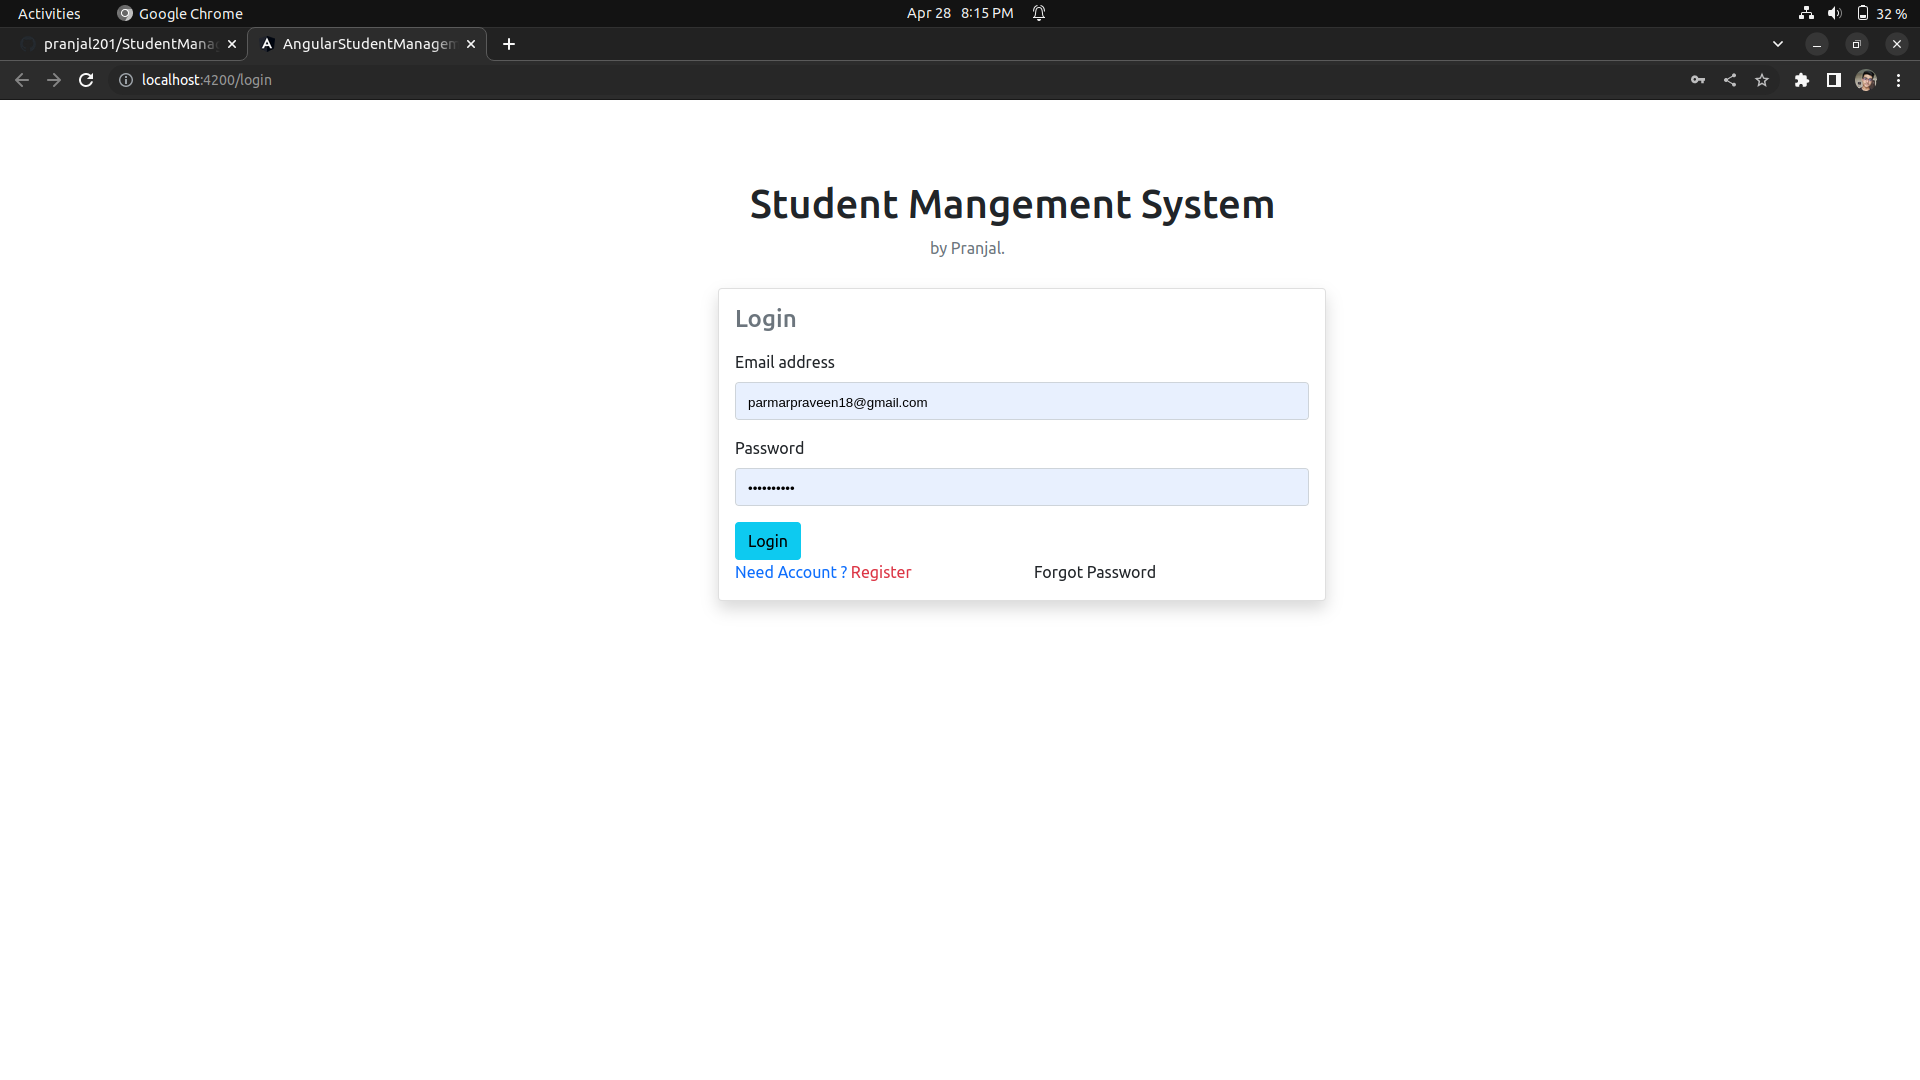 Activities Google Chrome Apr 28 8:15 PM 32 %
pranjal201/StudentMana AngularStudentManagem
localhost:4200/login
Student Mangement System
by Pranjal.
Login
Email address
parmarpraveen18@gmail.com
Password
••••••••••
Login
Need Account ? Register Forgot Password